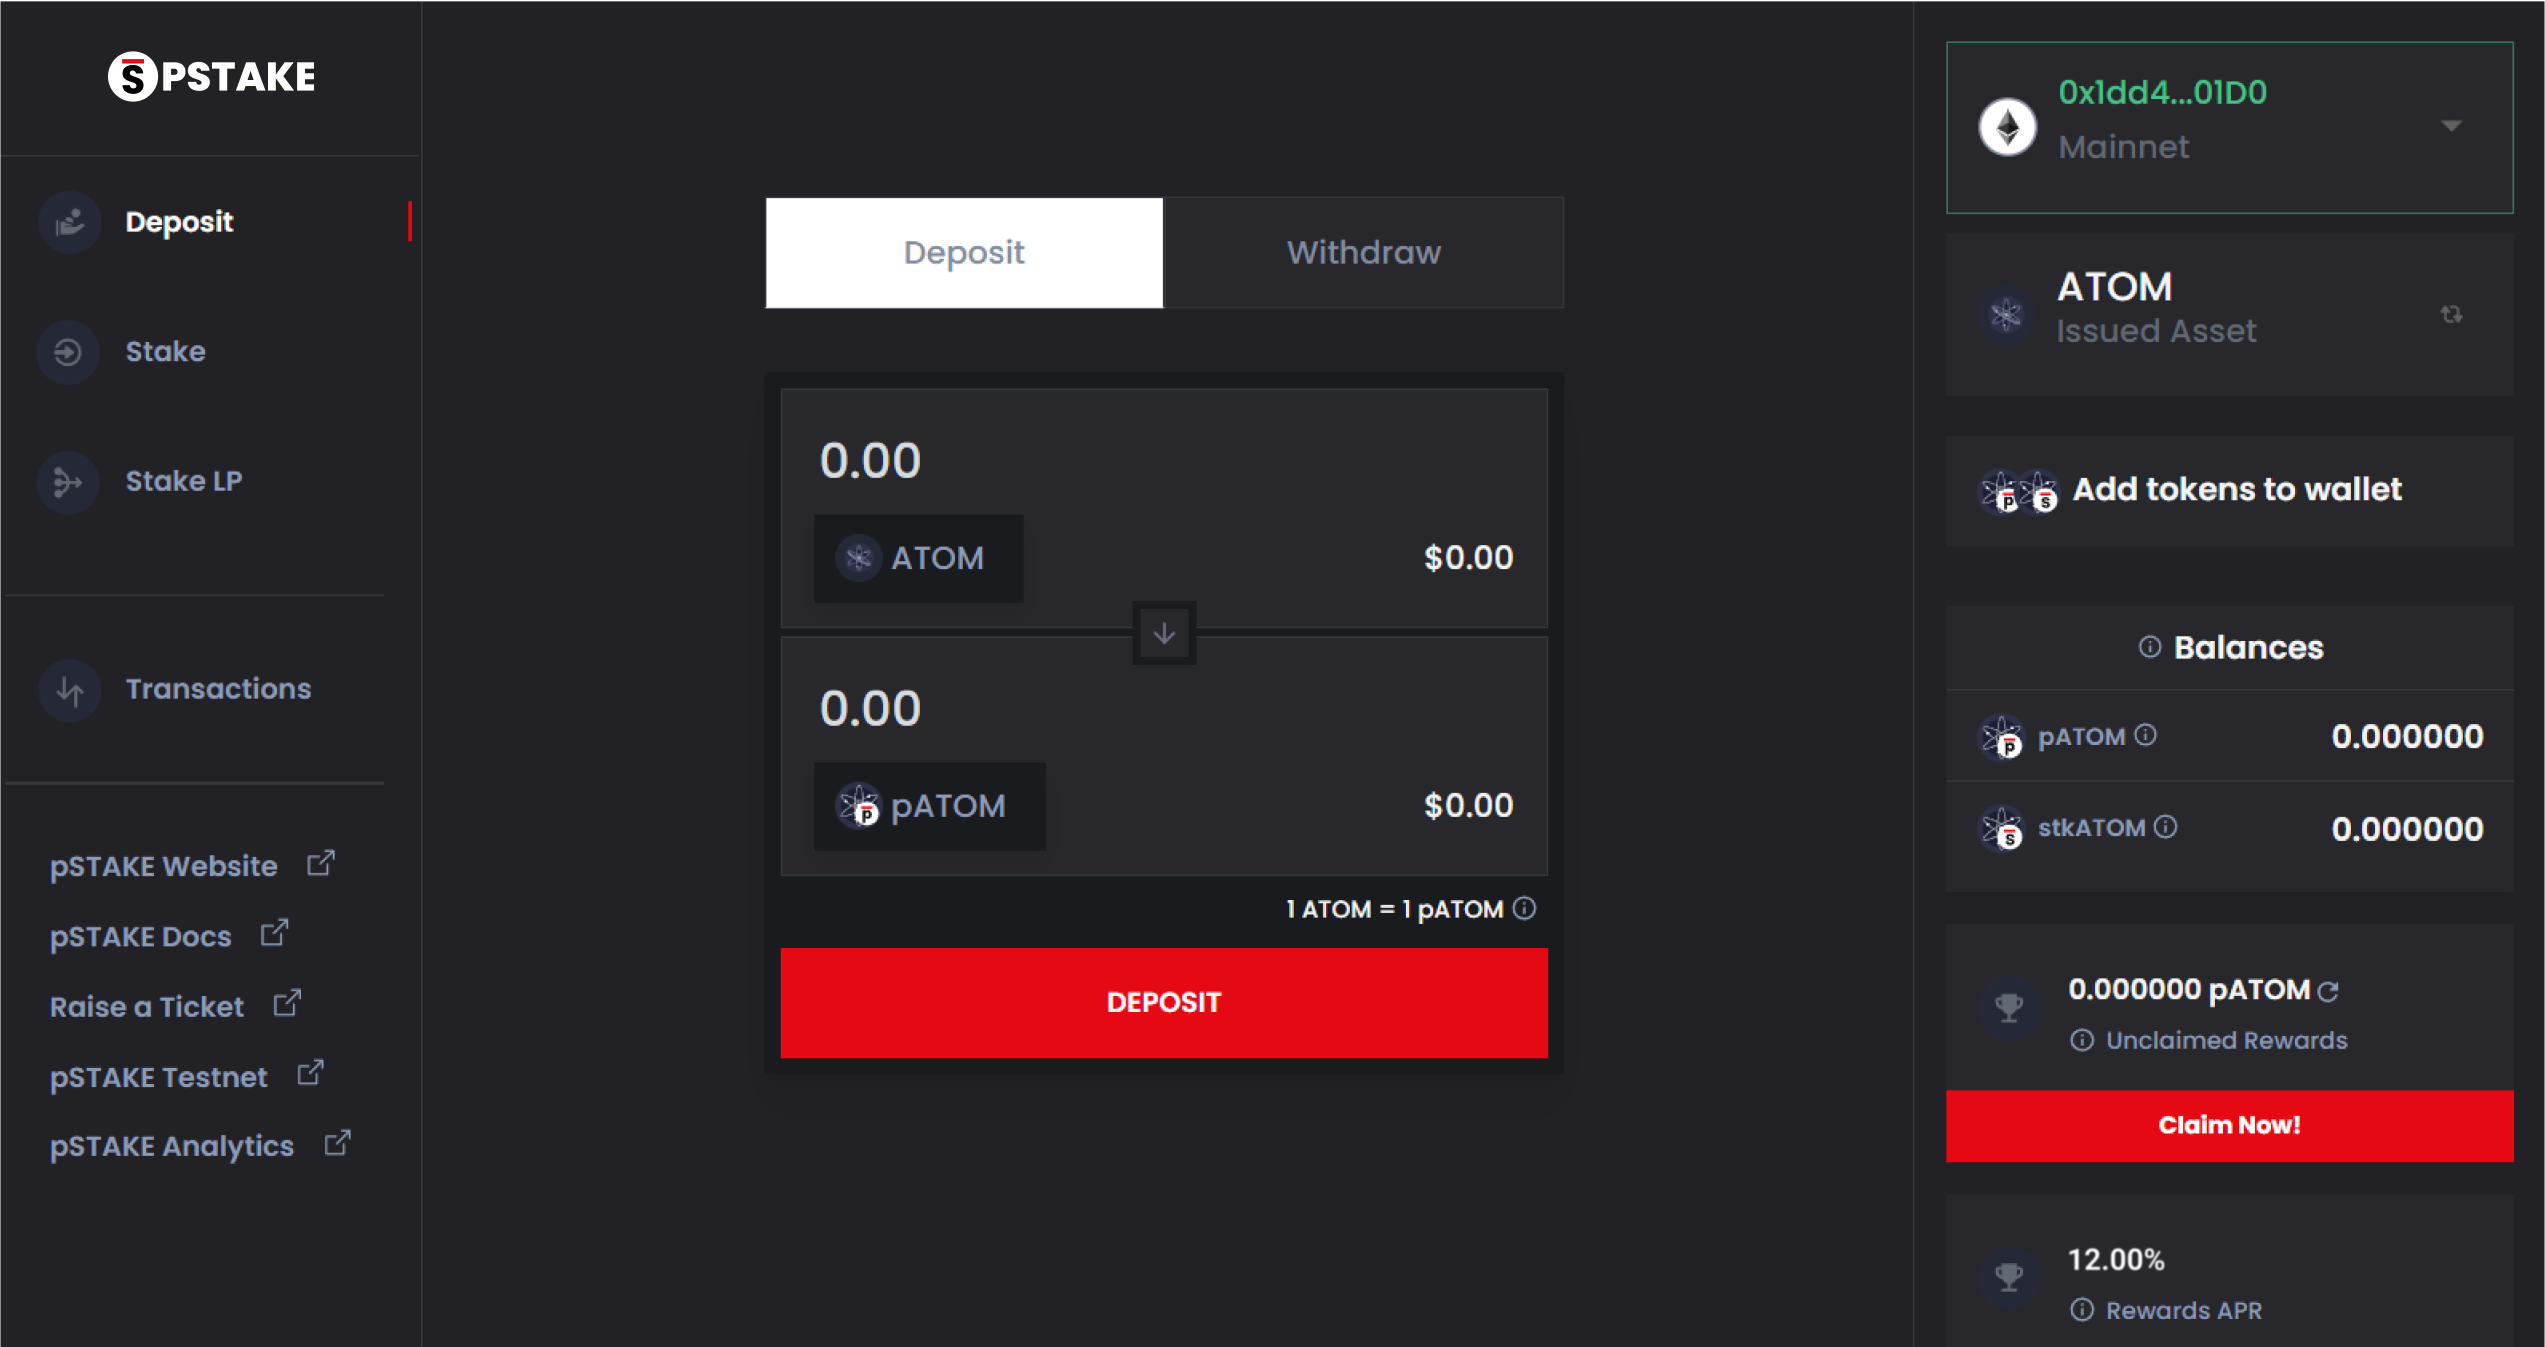 PSTAKE
Deposit
Stake
Stake LP
Transactions
pSTAKE Website
pSTAKE Docs
Raise a Ticket
pSTAKE Testnet
pSTAKE Analytics
Deposit
Withdraw
0.00
ATOM
$0.00
0.00
pATOM
$0.00
1 ATOM = 1 pATOM
DEPOSIT
0x1dd4...01D0
Mainnet
ATOM
Issued Asset
Add tokens to wallet
Balances
pATOM
0.000000
stkATOM
0.000000
0.000000 pATOM
Unclaimed Rewards
Claim Now!
12.00%
Rewards APR